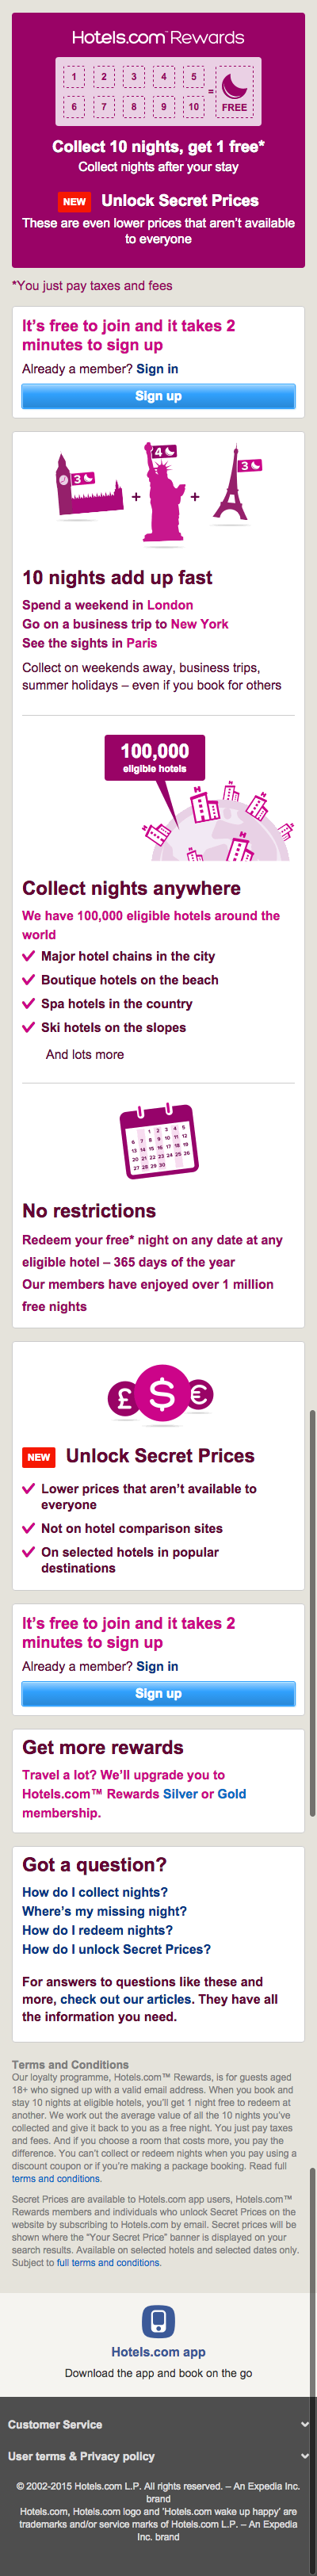 Hotels.com™ Rewards
1 2 3 4 5
=
6 7 8 9 10 FREE
Collect 10 nights, get 1 free*
Collect nights after your stay
NEW Unlock Secret Prices
These are even lower prices that aren't available
to everyone
*You just pay taxes and fees
It's free to join and it takes 2
minutes to sign up
Already a member? Sign in
Sign up
3 + 4 + 3
10 nights add up fast
Spend a weekend in London
Go on a business trip to New York
See the sights in Paris
Collect on weekends away, business trips,
summer holidays – even if you book for others
100,000
eligible hotels
Collect nights anywhere
We have 100,000 eligible hotels around the
world
Major hotel chains in the city
Boutique hotels on the beach
Spa hotels in the country
Ski hotels on the slopes
And lots more
1 2 3 4 5
6 7 8 9 10 11 12
13 14 15 16 17 18 19
20 21 22 23 24 25 26
27 28 29 30
No restrictions
Redeem your free* night on any date at any
eligible hotel – 365 days of the year
Our members have enjoyed over 1 million
free nights
£ $ €
NEW Unlock Secret Prices
Lower prices that aren't available to
everyone
Not on hotel comparison sites
On selected hotels in popular
destinations
It's free to join and it takes 2
minutes to sign up
Already a member? Sign in
Sign up
Get more rewards
Travel a lot? We'll upgrade you to
Hotels.com™ Rewards Silver or Gold
membership.
Got a question?
How do I collect nights?
Where's my missing night?
How do I redeem nights?
How do I unlock Secret Prices?
For answers to questions like these and
more, check out our articles. They have all
the information you need.
Terms and Conditions
Our loyalty programme, Hotels.com™ Rewards, is for guests aged
18+ who signed up with a valid email address. When you book and
stay 10 nights at eligible hotels, you'll get 1 night free to redeem at
another. We work out the average value of all the 10 nights you've
collected and give it back to you as a free night. You just pay taxes
and fees. And if you choose a room that costs more, you pay the
difference. You can't collect or redeem nights when you pay using a
discount coupon or if you're making a package booking. Read full
terms and conditions.
Secret Prices are available to Hotels.com app users, Hotels.com™
Rewards members and individuals who unlock Secret Prices on the
website by subscribing to Hotels.com by email. Secret prices will be
shown where the "Your Secret Price" banner is displayed on your
search results. Available on selected hotels and selected dates only.
Subject to full terms and conditions.
Hotels.com app
Download the app and book on the go
Customer Service
User terms & Privacy policy
© 2002-2015 Hotels.com L.P. All rights reserved. – An Expedia Inc.
brand
Hotels.com, Hotels.com logo and 'Hotels.com wake up happy' are
trademarks and/or service marks of Hotels.com L.P. – An Expedia
Inc. brand